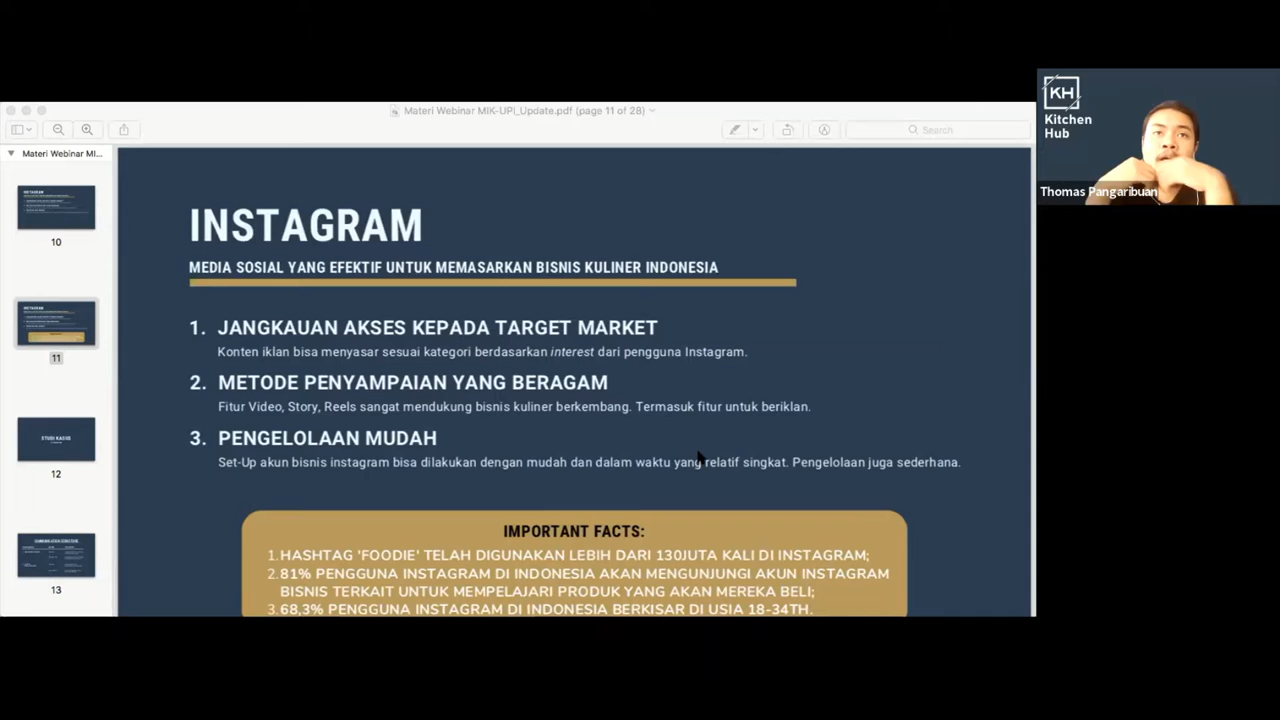 Materi Webinar MIK-UPI_Update.pdf (page 11 of 28)
Search
Materi Webinar MI...
10
11
STUDI KASUS
12
13
INSTAGRAM
MEDIA SOSIAL YANG EFEKTIF UNTUK MEMASARKAN BISNIS KULINER INDONESIA
1. JANGKAUAN AKSES KEPADA TARGET MARKET
Konten iklan bisa menyasar sesuai kategori berdasarkan interest dari pengguna Instagram.
2. METODE PENYAMPAIAN YANG BERAGAM
Fitur Video, Story, Reels sangat mendukung bisnis kuliner berkembang. Termasuk fitur untuk beriklan.
3. PENGELOLAAN MUDAH
Set-Up akun bisnis instagram bisa dilakukan dengan mudah dan dalam waktu yang relatif singkat. Pengelolaan juga sederhana.
IMPORTANT FACTS:
1. HASHTAG 'FOODIE' TELAH DIGUNAKAN LEBIH DARI 130JUTA KALI DI INSTAGRAM;
2. 81% PENGGUNA INSTAGRAM DI INDONESIA AKAN MENGUNJUNGI AKUN INSTAGRAM
BISNIS TERKAIT UNTUK MEMPELAJARI PRODUK YANG AKAN MEREKA BELI;
3. 68,3% PENGGUNA INSTAGRAM DI INDONESIA BERKISAR DI USIA 18-34TH.
KH
Kitchen
Hub
Thomas Pangaribuan